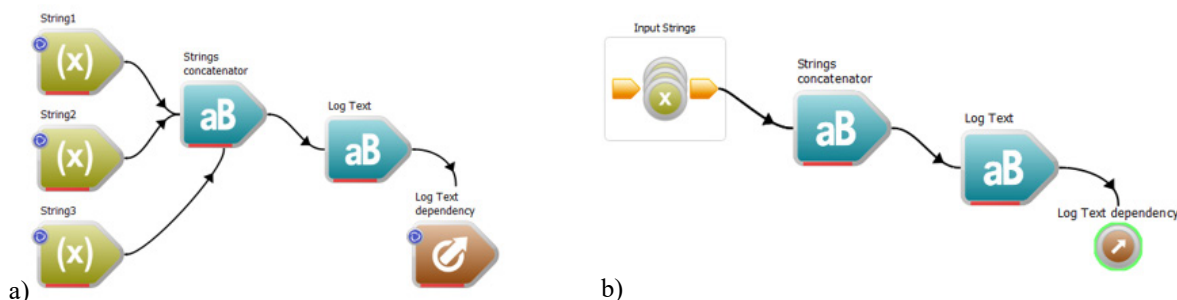 String1
(x)
Strings
concatenator
aB
String2
(x)
Log Text
aB
String3
(x)
Log Text
dependency
a)
Input Strings
x
Strings
concatenator
aB
Log Text
aB
Log Text dependency
b)